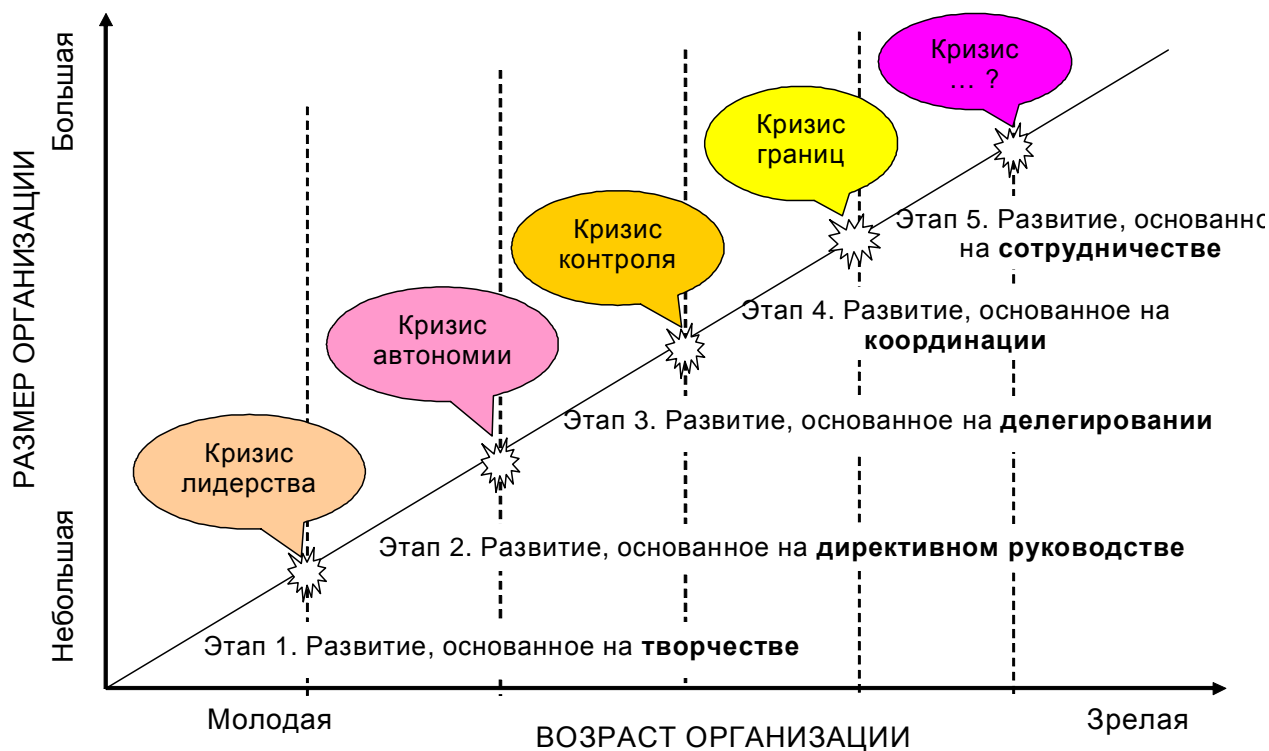 РАЗМЕР ОРГАНИЗАЦИИ
Большая
Небольшая
Кризис
… ?
Кризис
границ
Кризис
контроля
Кризис
автономии
Кризис
лидерства
Этап 5. Развитие, основанно
на сотрудничестве
Этап 4. Развитие, основанное на
координации
Этап 3. Развитие, основанное на делегировании
Этап 2. Развитие, основанное на директивном руководстве
Этап 1. Развитие, основанное на творчестве
Молодая
ВОЗРАСТ ОРГАНИЗАЦИИ
Зрелая